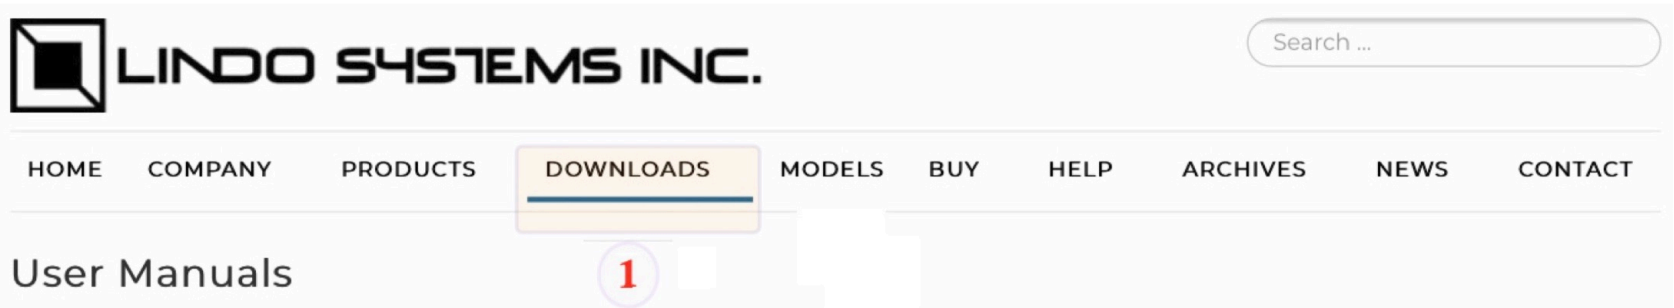 LINDO SYSTEMS INC.
Search ...
HOME COMPANY PRODUCTS DOWNLOADS MODELS BUY HELP ARCHIVES NEWS CONTACT
User Manuals
1